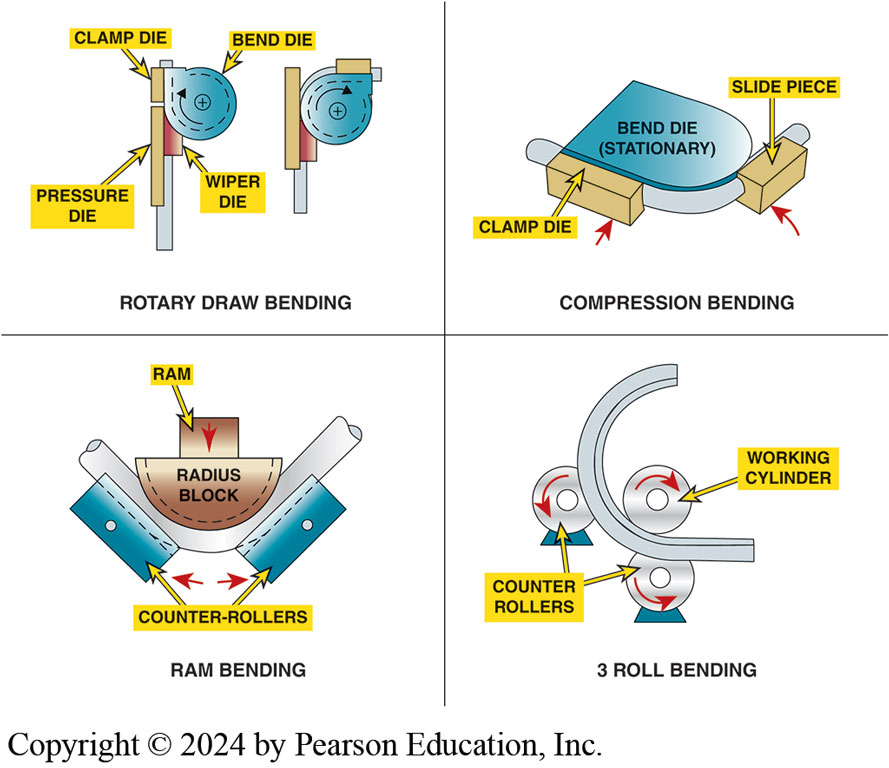 CLAMP DIE
BEND DIE
PRESSURE
DIE
WIPER
DIE
ROTARY DRAW BENDING
SLIDE PIECE
BEND DIE
(STATIONARY)
CLAMP DIE
COMPRESSION BENDING
RAM
RADIUS
BLOCK
COUNTER-ROLLERS
RAM BENDING
WORKING
CYLINDER
COUNTER
ROLLERS
3 ROLL BENDING
Copyright © 2024 by Pearson Education, Inc.